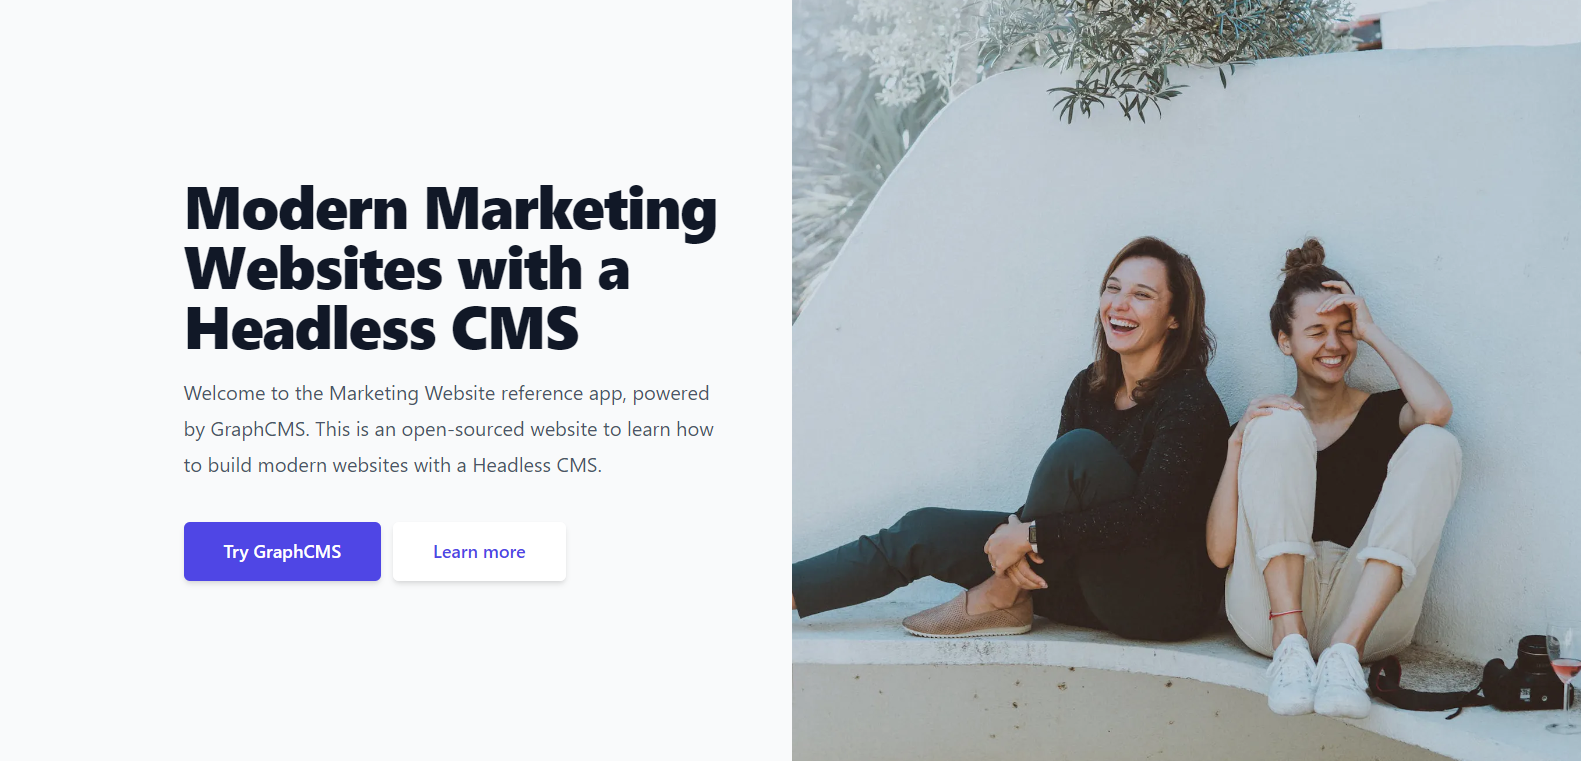 Modern Marketing
Websites with a
Headless CMS
Welcome to the Marketing Website reference app, powered
by GraphCMS. This is an open-sourced website to learn how
to build modern websites with a Headless CMS.
Try GraphCMS
Learn more